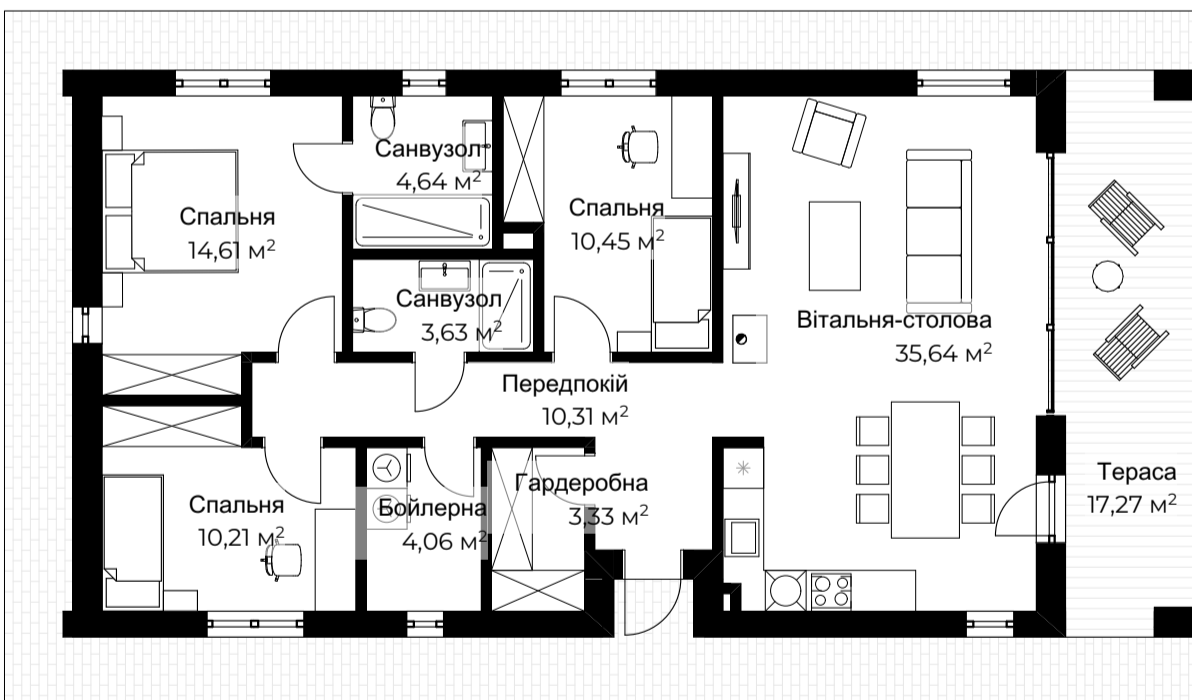 Санвузол
4,64 м²
Спальня
14,61 м²
Спальня
10,45 м²
Санвузол
3,63 м²
Вітальня-столова
35,64 м²
Передпокій
10,31 м²
Спальня
10,21 м²
Бойлерна
4,06 м²
Гардеробна
3,33 м²
Тераса
17,27 м²